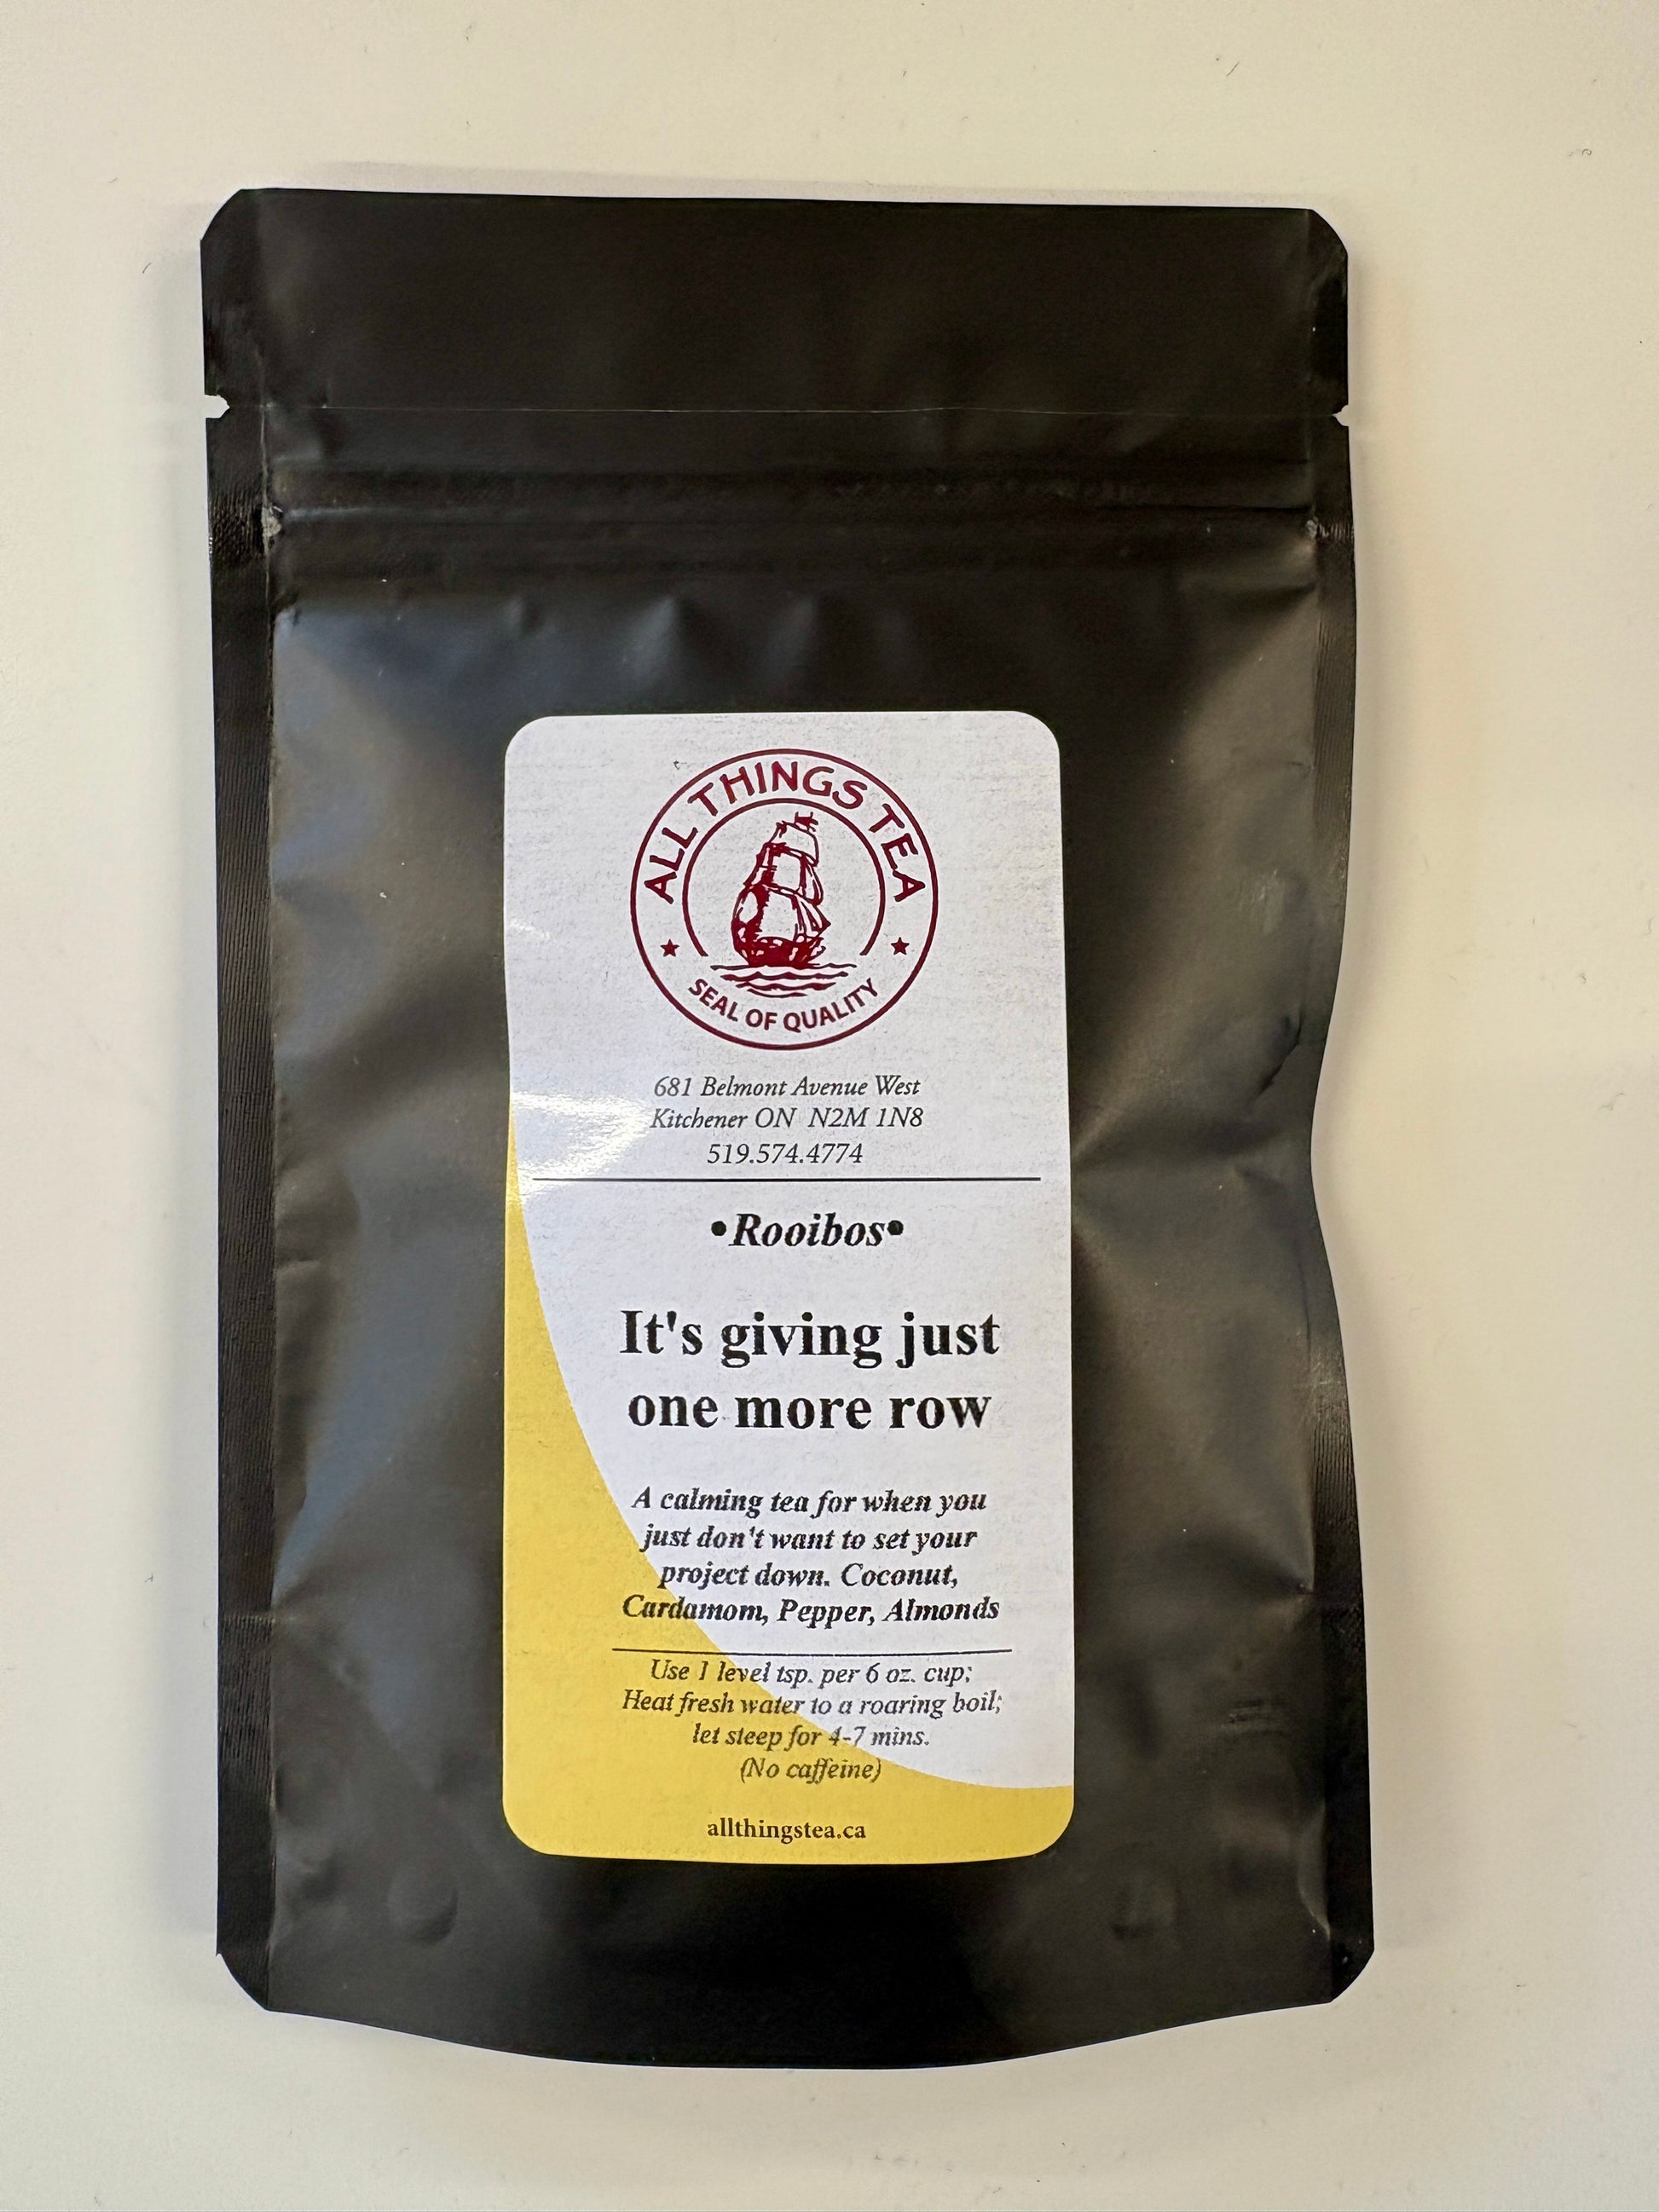 ALL THINGS TEA
SEAL OF QUALITY
681 Belmont Avenue West
Kitchener ON N2M 1N8
519.574.4774
•Rooibos•
It's giving just
one more row
A calming tea for when you
just don't want to set your
project down. Coconut,
Cardamom, Pepper, Almonds
Use 1 level tsp. per 6 oz. cup;
Heat fresh water to a roaring boil;
let steep for 4-7 mins.
(No caffeine)
allthingstea.ca